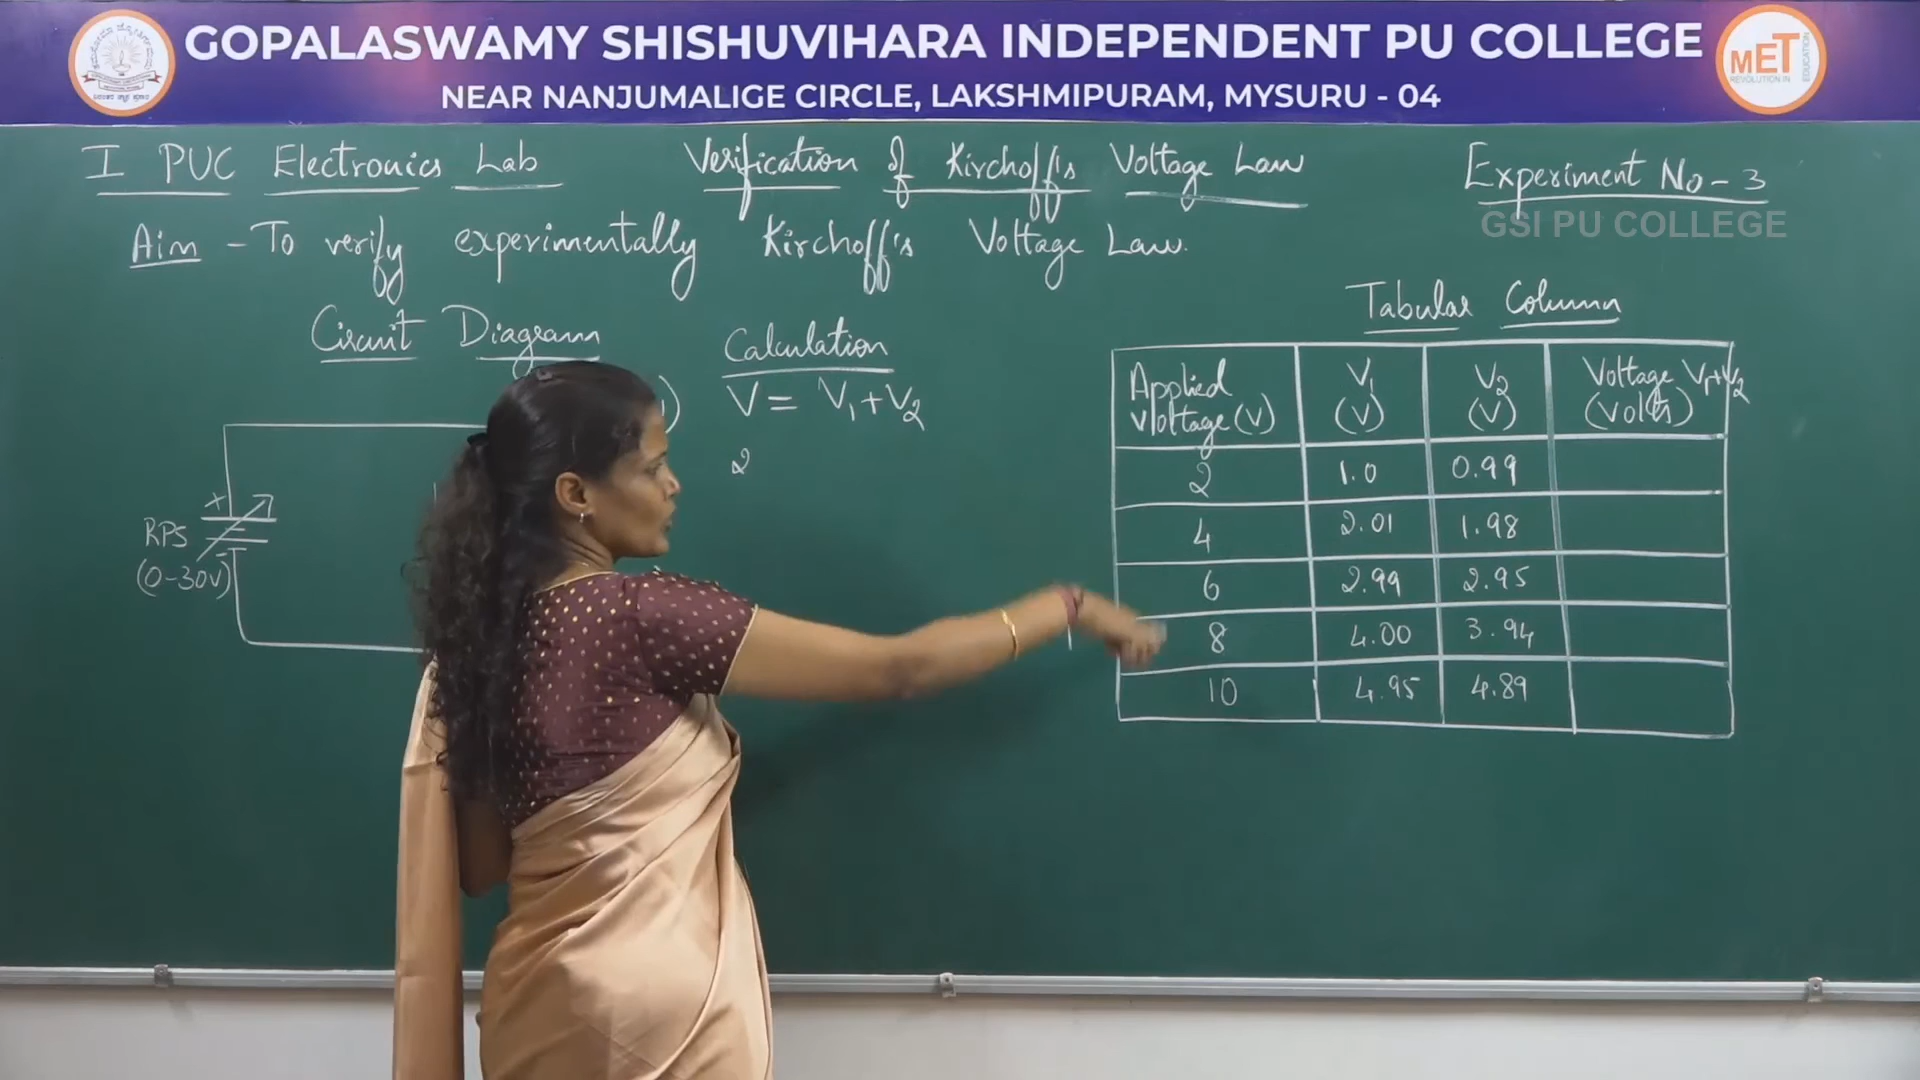 GOPALASWAMY SHISHUVIHARA INDEPENDENT PU COLLEGE
NEAR NANJUMALIGE CIRCLE, LAKSHMIPURAM, MYSURU - 04
MET
REVOLUTION IN EDUCATION
I PUC Electronics Lab
Verification of Kirchoff's Voltage Law
Experiment No - 3
GSI PU COLLEGE
Aim - To verify experimentally Kirchoff's Voltage Law.
Circuit Diagram
RPS
(0-30V)
+
-
Calculation
V = V1+V2
2
Tabular Column
Applied Voltage (V) V1 (V) V2 (V) Voltage V1+V2 (Volts)
2 1.0 0.99
4 2.01 1.98
6 2.99 2.95
8 4.00 3.94
10 4.95 4.89